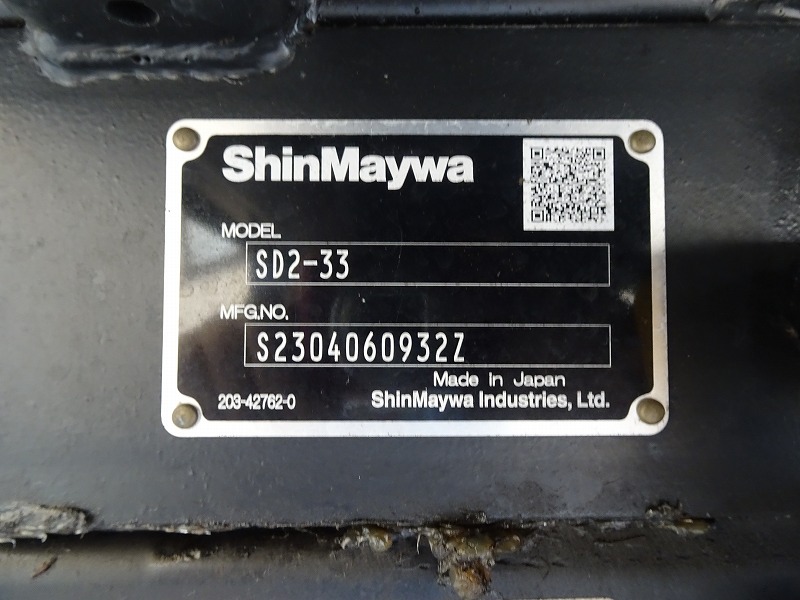 ShinMaywa
MODEL
SD2-33
MFG.NO.
S2304060932Z
Made in Japan
203-42762-0 ShinMaywa Industries, Ltd.